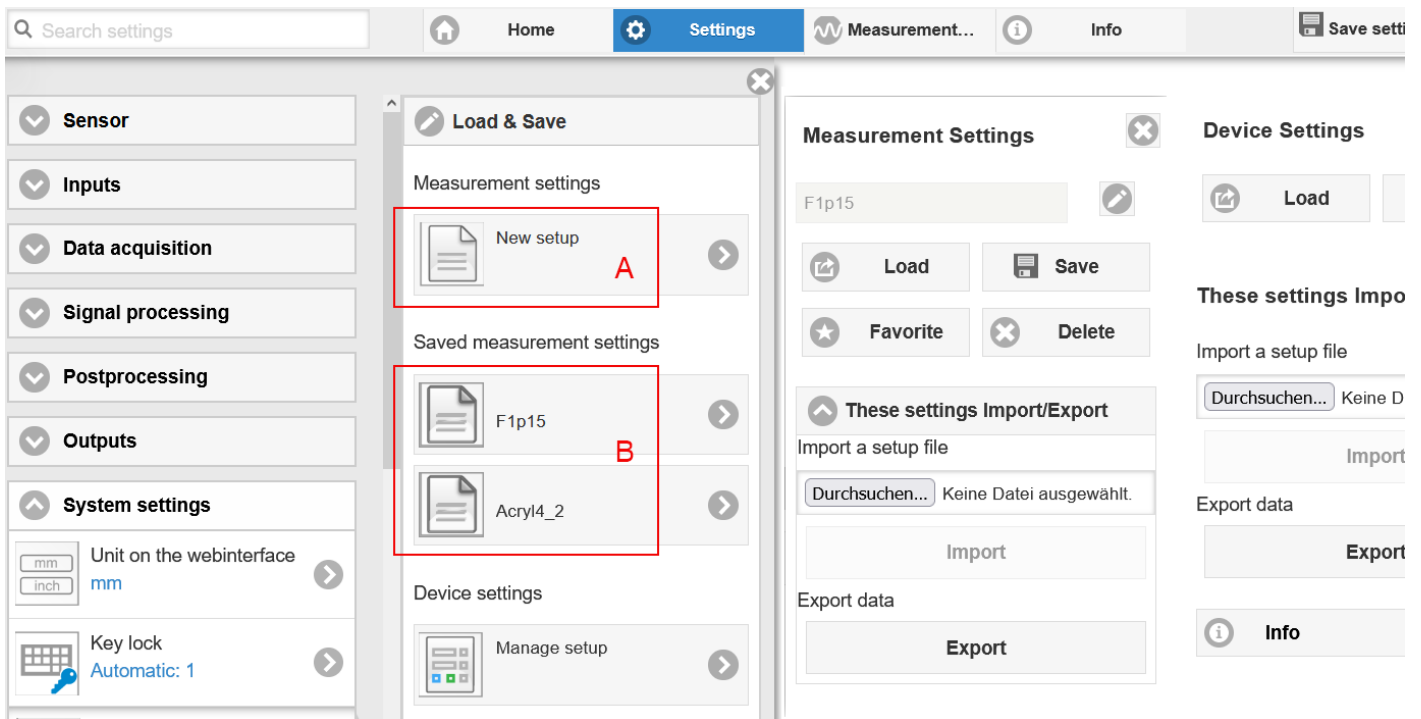 Search settings
Home
Settings
Measurement...
Info
Save setti
Sensor
Inputs
Data acquisition
Signal processing
Postprocessing
Outputs
System settings
mm
inch
Unit on the webinterface
mm
Key lock
Automatic: 1
Load & Save
Measurement settings
New setup
A
Saved measurement settings
F1p15
B
Acryl4_2
Device settings
Manage setup
Measurement Settings
F1p15
Load
Save
Favorite
Delete
These settings Import/Export
Import a setup file
Durchsuchen... Keine Datei ausgewählt.
Import
Export data
Export
Device Settings
Load
These settings Impo
Import a setup file
Durchsuchen... Keine D
Import
Export data
Export
Info